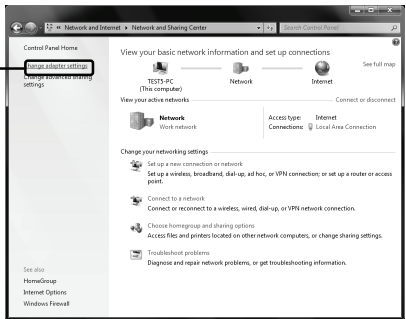 « Network and Internet ▸ Network and Sharing Center
Search Control Panel
Control Panel Home
Change adapter settings
Change advanced sharing
settings
View your basic network information and set up connections
See full map
TEST5-PC
(This computer)
Network
Internet
View your active networks
Connect or disconnect
Network
Work network
Access type: Internet
Connections: Local Area Connection
Change your networking settings
Set up a new connection or network
Set up a wireless, broadband, dial-up, ad hoc, or VPN connection; or set up a router or access
point.
Connect to a network
Connect or reconnect to a wireless, wired, dial-up, or VPN network connection.
Choose homegroup and sharing options
Access files and printers located on other network computers, or change sharing settings.
Troubleshoot problems
Diagnose and repair network problems, or get troubleshooting information.
See also
HomeGroup
Internet Options
Windows Firewall